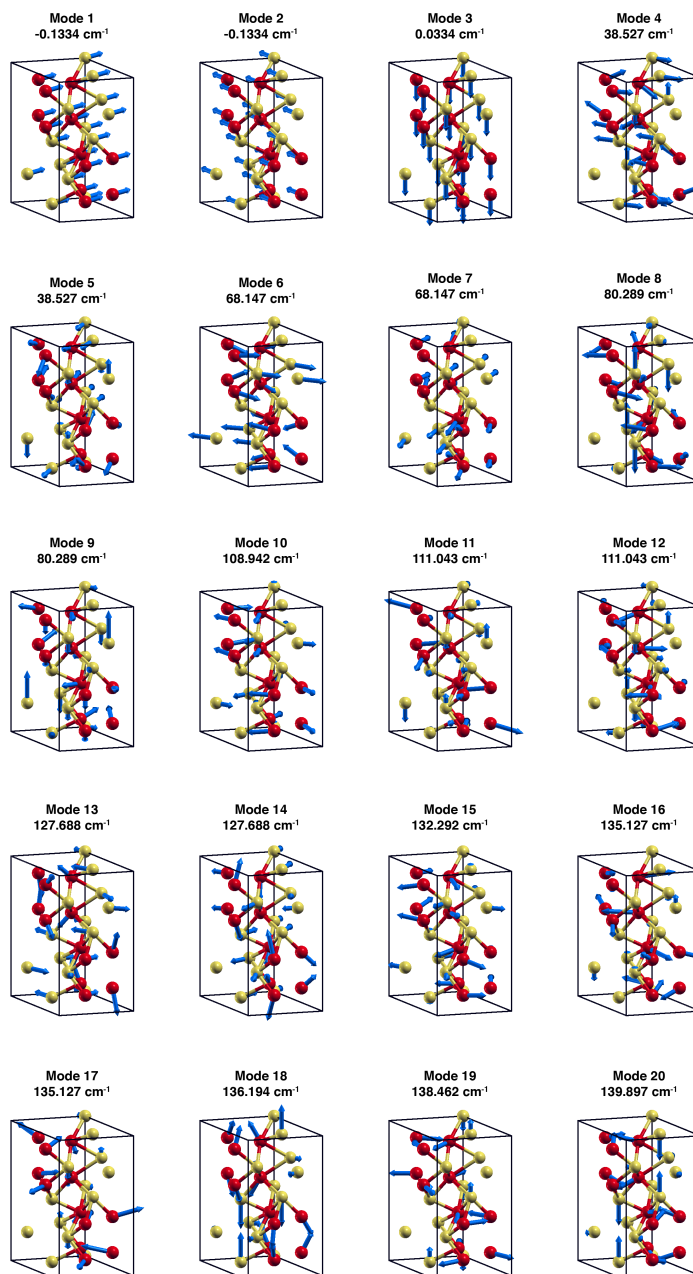 Mode 1
-0.1334 cm⁻¹
Mode 2
-0.1334 cm⁻¹
Mode 3
0.0334 cm⁻¹
Mode 4
38.527 cm⁻¹
Mode 5
38.527 cm⁻¹
Mode 6
68.147 cm⁻¹
Mode 7
68.147 cm⁻¹
Mode 8
80.289 cm⁻¹
Mode 9
80.289 cm⁻¹
Mode 10
108.942 cm⁻¹
Mode 11
111.043 cm⁻¹
Mode 12
111.043 cm⁻¹
Mode 13
127.688 cm⁻¹
Mode 14
127.688 cm⁻¹
Mode 15
132.292 cm⁻¹
Mode 16
135.127 cm⁻¹
Mode 17
135.127 cm⁻¹
Mode 18
136.194 cm⁻¹
Mode 19
138.462 cm⁻¹
Mode 20
139.897 cm⁻¹